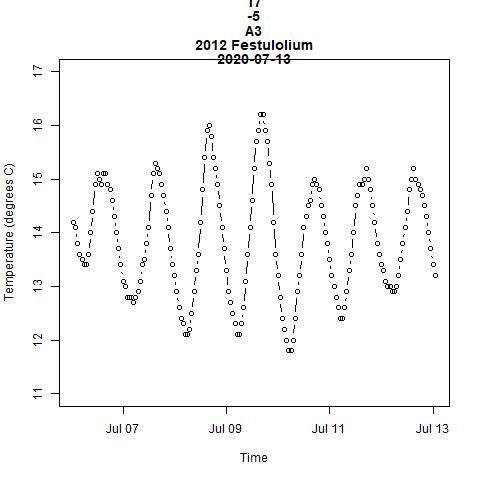 17
-5
A3
2012 Festulolium
2020-07-13
Temperature (degrees C)
17
16
15
14
13
12
11
Jul 07
Jul 09
Jul 11
Jul 13
Time